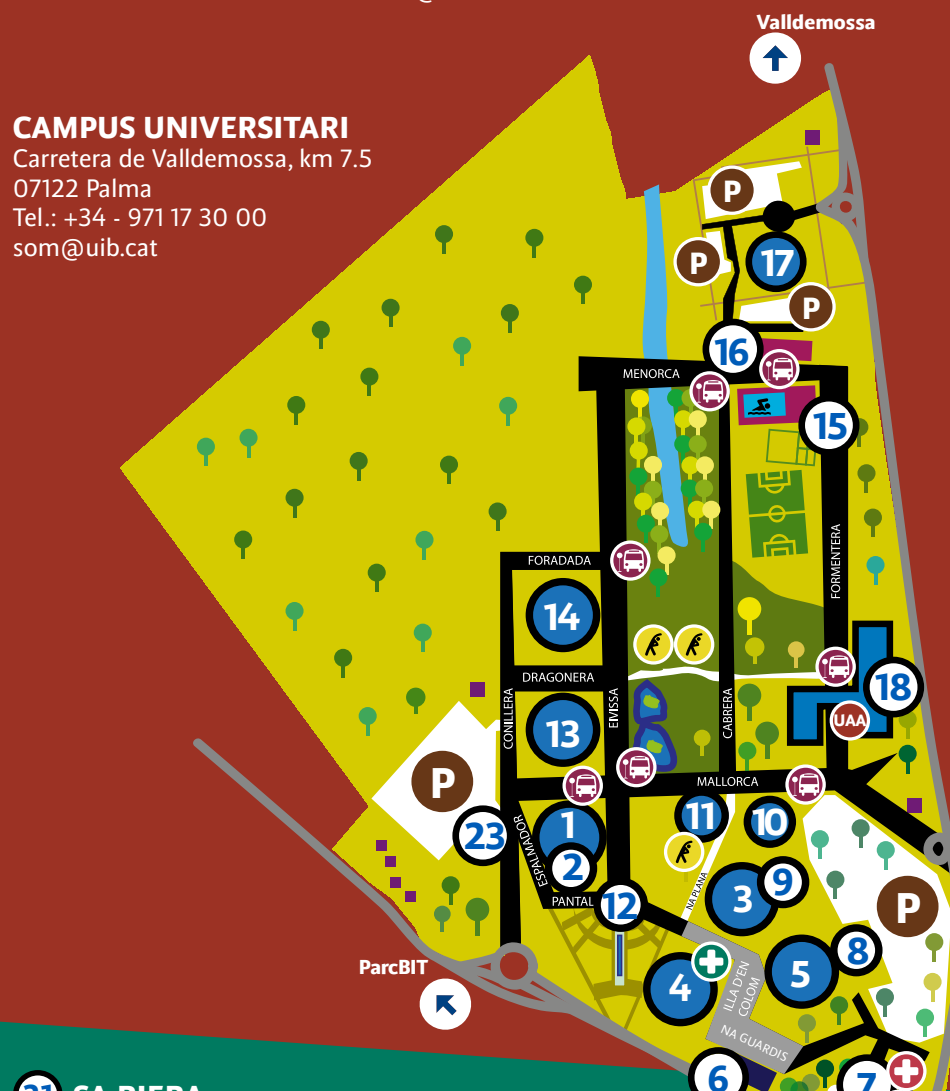 Valldemossa
CAMPUS UNIVERSITARI
Carretera de Valldemossa, km 7.5
07122 Palma
Tel.: +34 - 971 17 30 00
som@uib.cat
P
P
17
P
16
MENORCA
15
FORMENTERA
FORADADA
14
DRAGONERA
CONILLERA
EIVISSA
CABRERA
18
UAA
13
MALLORCA
P
23
ESPALMADOR
1
2
11
10
PANTAL
12
NA PLANA
3
9
P
8
ParcBIT
4
ILLA D'EN
COLOM
5
NA GUARDIS
6
7
21
SA RIERA